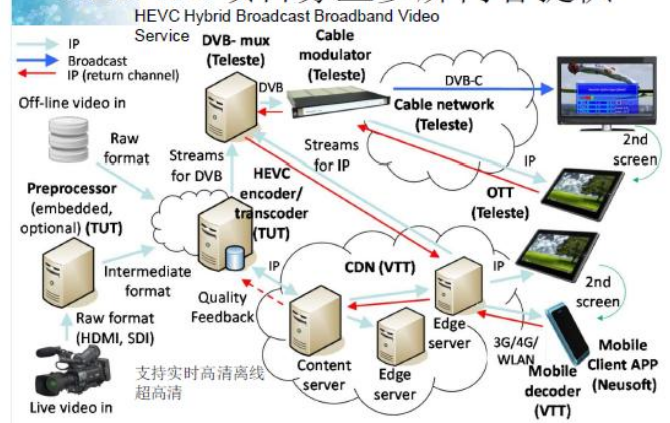 HEVC Hybrid Broadcast Broadband Video
Service
IP
Broadcast
IP (return channel)
DVB- mux
(Teleste)
Cable
modulator
(Teleste)
DVB
DVB-C
Cable network
(Teleste)
Off-line video in
Raw
format
Streams
for DVB
HEVC
encoder/
transcoder
(TUT)
Streams
for IP
IP
2nd
screen
OTT
(Teleste)
Preprocessor
(embedded,
optional) (TUT)
Intermediate
format
Quality
Feedback
IP
CDN (VTT)
IP
2nd
screen
Raw format
(HDMI, SDI)
Content
server
Edge
server
Edge
server
3G/4G/
WLAN
Mobile
decoder
(VTT)
Mobile
Client APP
(Neusoft)
Live video in
支持实时高清离线
超高清